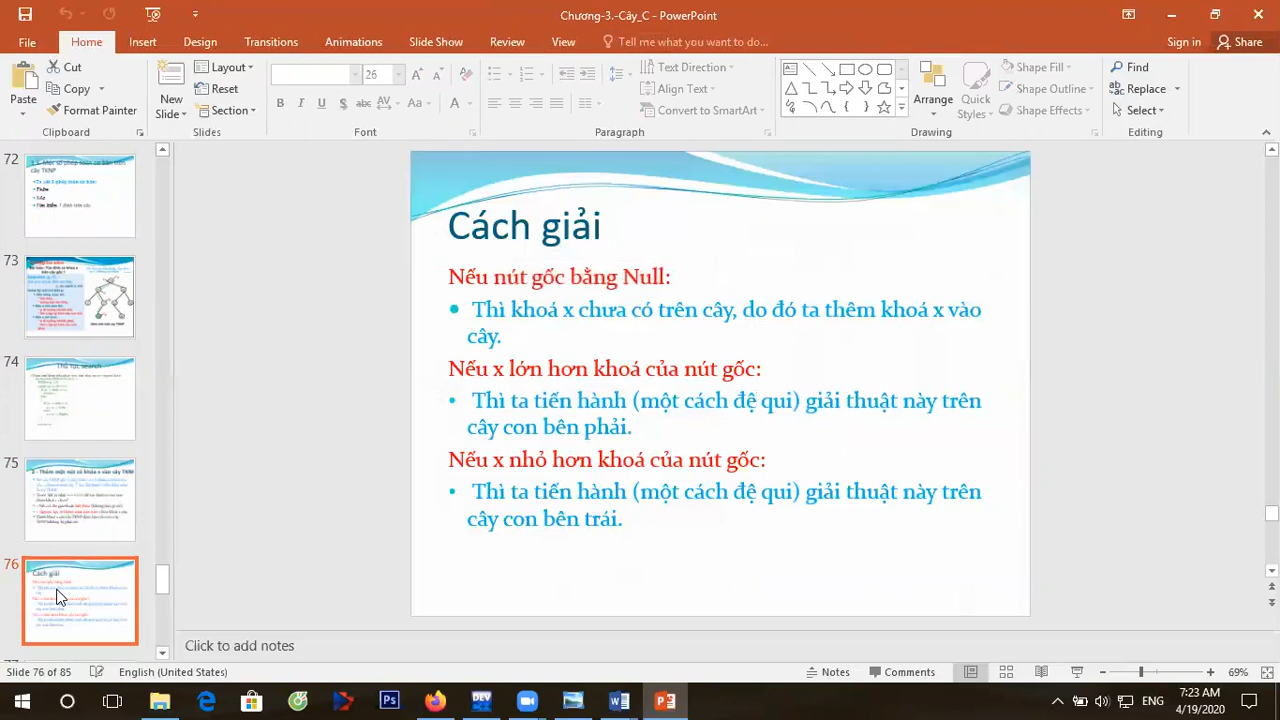 Chương-3.-Cây_C - PowerPoint
File Home Insert Design Transitions Animations Slide Show Review View Tell me what you want to do... Sign in Share
Paste
Cut
Copy
Format Painter
Clipboard
New
Slide
Layout
Reset
Section
Slides
26
B I U S abc AV Aa A
Font
Text Direction
Align Text
Convert to SmartArt
Paragraph
Arrange
Quick
Styles
Shape Fill
Shape Outline
Shape Effects
Drawing
Find
Replace
Select
Editing
72
73
74
Thủ tục search
75
76
Cách giải
Cách giải
Nếu nút gốc bằng Null:
• Thì khoá x chưa có trên cây, do đó ta thêm khoá x vào
cây.
Nếu x lớn hơn khoá của nút gốc:
• Thì ta tiến hành (một cách đệ qui) giải thuật này trên
cây con bên phải.
Nếu x nhỏ hơn khoá của nút gốc:
• Thì ta tiến hành (một cách đệ qui) giải thuật này trên
cây con bên trái.
Click to add notes
Slide 76 of 85 English (United States) Notes Comments 69%
ENG
7:23 AM
4/19/2020